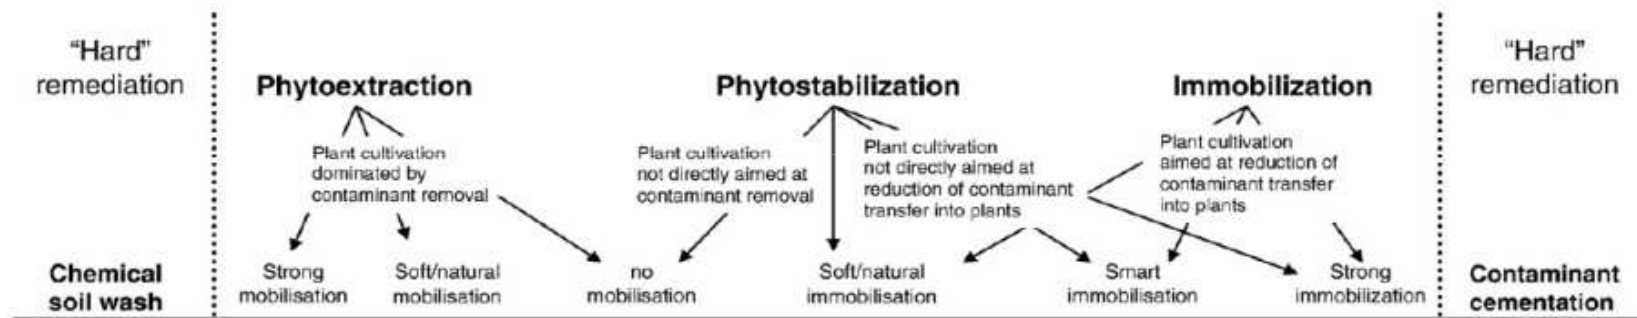 “Hard”
remediation
Phytoextraction
Phytostabilization
Immobilization
“Hard”
remediation
Plant cultivation
dominated by
contaminant removal
Plant cultivation
not directly aimed at
contaminant removal
Plant cultivation
not directly aimed at
reduction of contaminant
transfer into plants
Plant cultivation
aimed at reduction of
contaminant transfer
into plants
Chemical
soil wash
Strong
mobilisation
Soft/natural
mobilisation
no
mobilisation
Soft/natural
immobilisation
Smart
immobilisation
Strong
immobilization
Contaminant
cementation